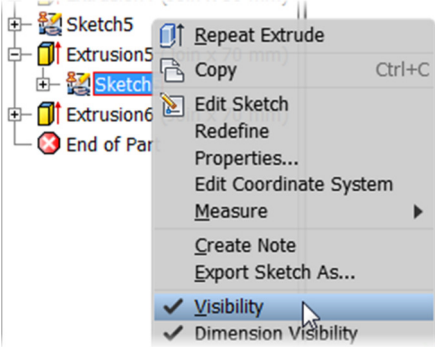 Sketch5
Extrusion5
Sketch
Extrusion6
End of Part
Repeat Extrude
Copy Ctrl+C
Edit Sketch
Redefine
Properties...
Edit Coordinate System
Measure
Create Note
Export Sketch As...
Visibility
Dimension Visibility